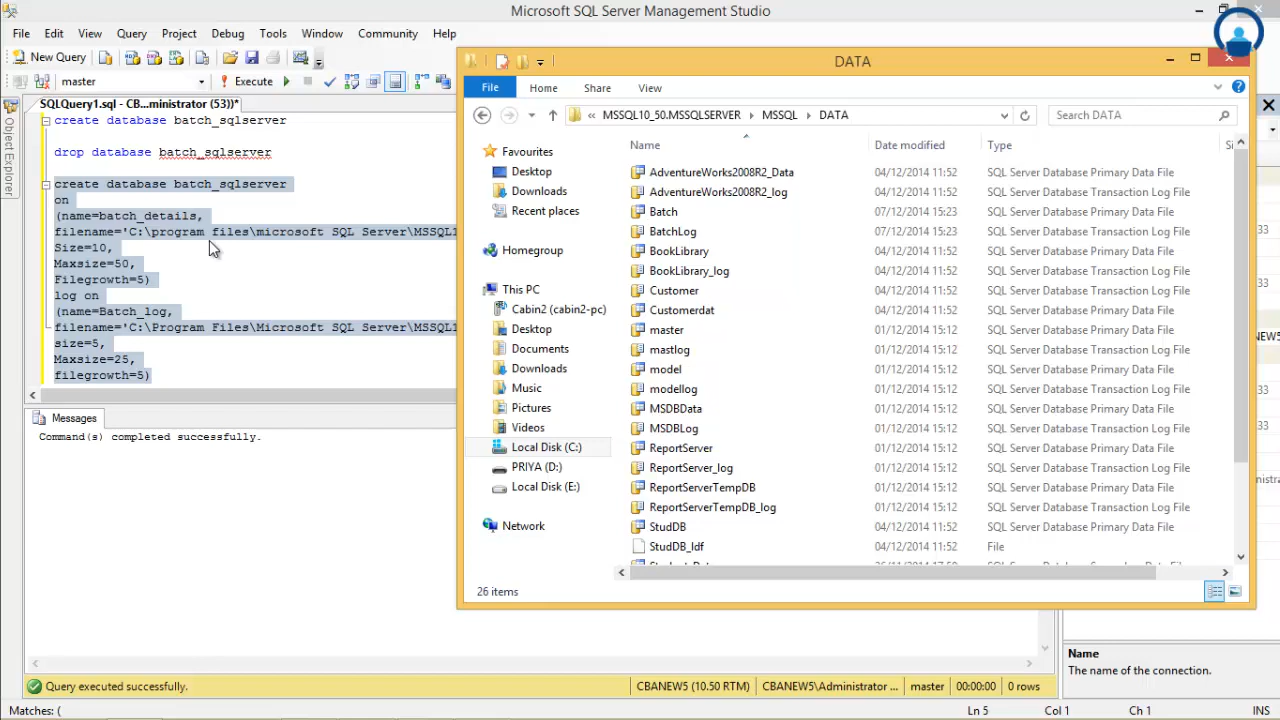 Microsoft SQL Server Management Studio
File Edit View Query Project Debug Tools Window Community Help
New Query
master Execute
SQLQuery1.sql - CB...ministrator (53))*
Object Explorer
create database batch_sqlserver
drop database batch_sqlserver
create database batch_sqlserver
on
(name=batch_details,
filename='C:\program files\microsoft SQL Server\MSSQL1
Size=10,
Maxsize=50,
Filegrowth=5)
log on
(name=Batch_log,
filename='C:\Program Files\Microsoft SQL Server\MSSQL1
size=5,
Maxsize=25,
filegrowth=5)
Messages
Command(s) completed successfully.
Query executed successfully.
CBANEW5 (10.50 RTM) CBANEW5\Administrator ... master 00:00:00 0 rows
Matches: (
Ln 5 Col 1 Ch 1 INS
DATA
File Home Share View
« MSSQL10_50.MSSQLSERVER MSSQL DATA
Search DATA
Favourites
Desktop
Downloads
Recent places
Homegroup
This PC
Cabin2 (cabin2-pc)
Desktop
Documents
Downloads
Music
Pictures
Videos
Local Disk (C:)
PRIYA (D:)
Local Disk (E:)
Network
Name Date modified Type
AdventureWorks2008R2_Data 04/12/2014 11:52 SQL Server Database Primary Data File
AdventureWorks2008R2_log 04/12/2014 11:52 SQL Server Database Transaction Log File
Batch 07/12/2014 15:23 SQL Server Database Primary Data File
BatchLog 07/12/2014 15:23 SQL Server Database Transaction Log File
BookLibrary 04/12/2014 11:52 SQL Server Database Primary Data File
BookLibrary_log 04/12/2014 11:52 SQL Server Database Transaction Log File
Customer 04/12/2014 11:52 SQL Server Database Transaction Log File
Customerdat 04/12/2014 11:52 SQL Server Database Primary Data File
master 01/12/2014 15:12 SQL Server Database Primary Data File
mastlog 01/12/2014 15:12 SQL Server Database Transaction Log File
model 01/12/2014 15:12 SQL Server Database Primary Data File
modellog 01/12/2014 15:12 SQL Server Database Transaction Log File
MSDBData 01/12/2014 15:12 SQL Server Database Primary Data File
MSDBLog 01/12/2014 15:12 SQL Server Database Transaction Log File
ReportServer 01/12/2014 15:12 SQL Server Database Primary Data File
ReportServer_log 01/12/2014 15:12 SQL Server Database Transaction Log File
ReportServerTempDB 01/12/2014 15:12 SQL Server Database Primary Data File
ReportServerTempDB_log 01/12/2014 15:12 SQL Server Database Transaction Log File
StudDB 04/12/2014 11:52 SQL Server Database Primary Data File
StudDB_ldf 04/12/2014 11:52 File
26 items
33
33
NEW5
33
Name
The name of the connection.